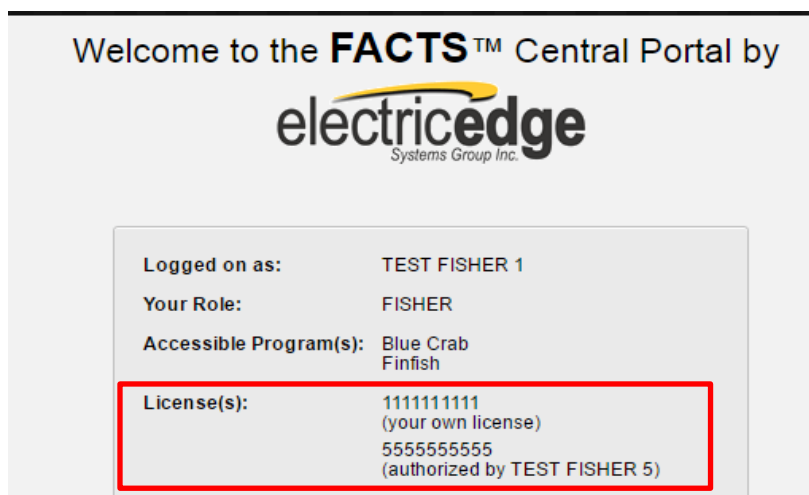 Welcome to the FACTS™ Central Portal by
electricedge
Systems Group Inc.
Logged on as: TEST FISHER 1
Your Role: FISHER
Accessible Program(s): Blue Crab
Finfish
License(s): 1111111111
(your own license)
5555555555
(authorized by TEST FISHER 5)